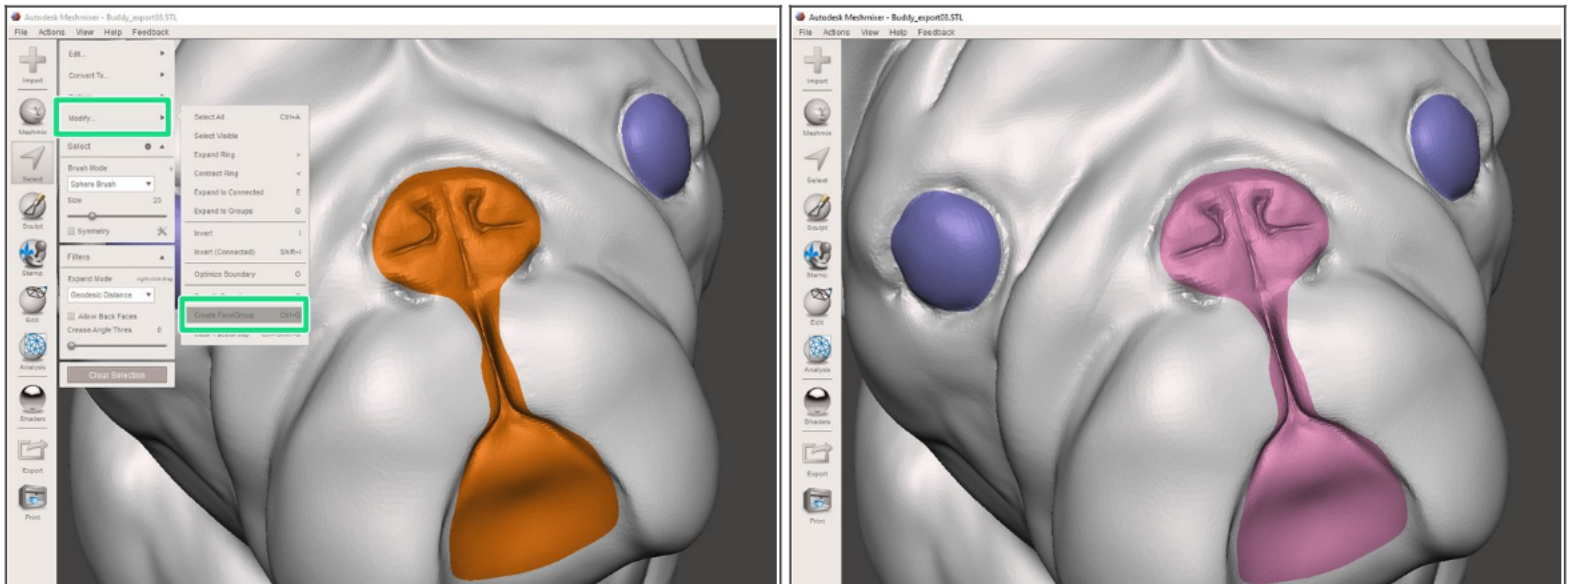 Autodesk Meshmixer - Buddy_export03.STL
File Actions View Help Feedback
Import
Meshmix
Select
Sculpt
Stamp
Edit
Analysis
Shaders
Export
Print
Edit...
Convert To...
Modify...
Select
Brush Mode
Sphere Brush
Size 23
Symmetry
Filters
Expand Mode right-click-drag
Geodesic Distance
Allow Back Faces
Crease Angle Thres 6
Clear Selection
Select All Ctrl+A
Select Visible
Expand Ring >
Contract Ring <
Expand to Connected E
Expand to Groups G
Invert I
Invert (Connected) Shift+I
Optimize Boundary O
Create FaceGroup Ctrl+G
Autodesk Meshmixer - Buddy_export03.STL
File Actions View Help Feedback
Import
Meshmix
Select
Sculpt
Stamp
Edit
Analysis
Shaders
Export
Print